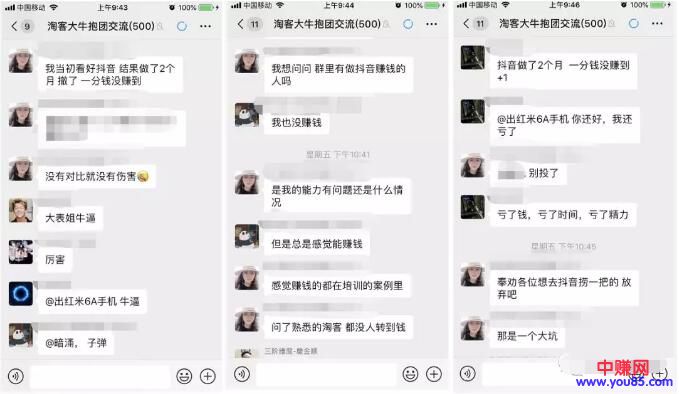 中国移动 上午9:43 100%
9 淘客大牛抱团交流(500)
我当初看好抖音 结果做了2个
月 撤了 一分钱没赚到
没有对比就没有伤害
大表姐牛逼
厉害
@出红米6A手机 牛逼
@暗涌, 子弹
中国移动 上午9:44 100%
11 淘客大牛抱团交流(500)
我想问问 群里有做抖音赚钱的
人吗
我也没赚钱
星期五 下午10:41
是我的能力有问题还是什么情
况
但是总是感觉能赚钱
感觉赚钱的都在培训的案例里
问了熟悉的淘客 都没人转到钱
中国移动 上午9:46 100%
11 淘客大牛抱团交流(500)
抖音做了2个月 一分钱没赚到
+1
@出红米6A手机 你还好, 我还
亏了
, 别投了
亏了钱, 亏了时间, 亏了精力
星期五 下午10:45
奉劝各位想去抖音捞一把的 放
弃吧
那是一个大坑
中赚网
www.you85.com